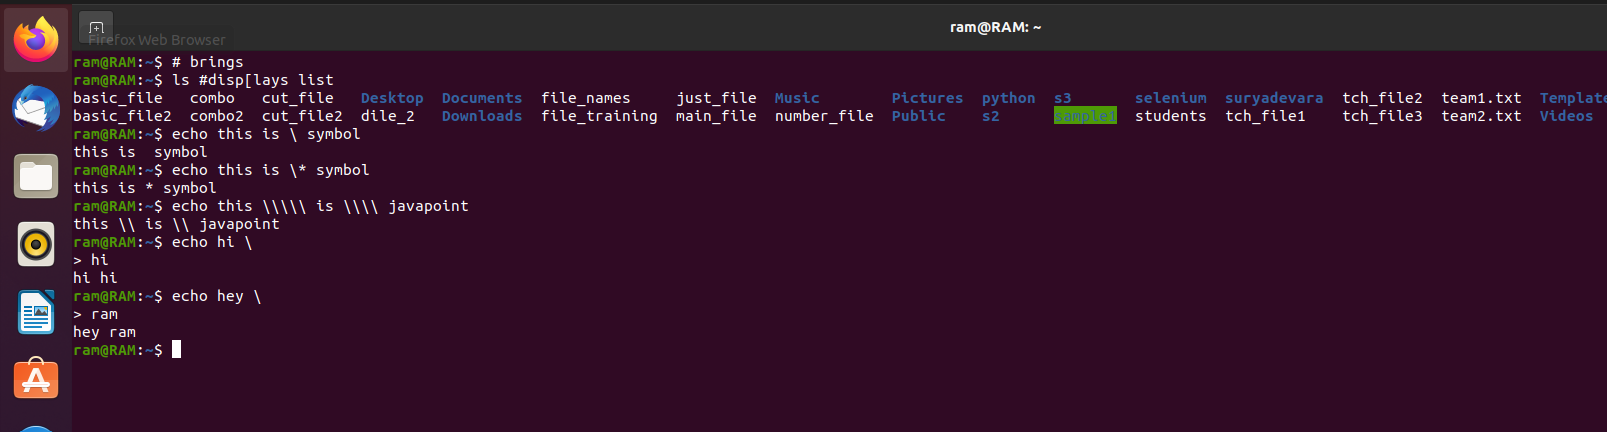 ram@RAM: ~
Firefox Web Browser
ram@RAM:~$ # brings
ram@RAM:~$ ls #disp[lays list
basic_file combo cut_file Desktop Documents file_names just_file Music Pictures python s3 selenium suryadevara tch_file2 team1.txt Template
basic_file2 combo2 cut_file2 dile_2 Downloads file_training main_file number_file Public s2 sample1 students tch_file1 tch_file3 team2.txt Videos
ram@RAM:~$ echo this is \ symbol
this is  symbol
ram@RAM:~$ echo this is \* symbol
this is * symbol
ram@RAM:~$ echo this \\\\\ is \\\\ javapoint
this \\ is \\ javapoint
ram@RAM:~$ echo hi \
> hi
hi hi
ram@RAM:~$ echo hey \
> ram
hey ram
ram@RAM:~$